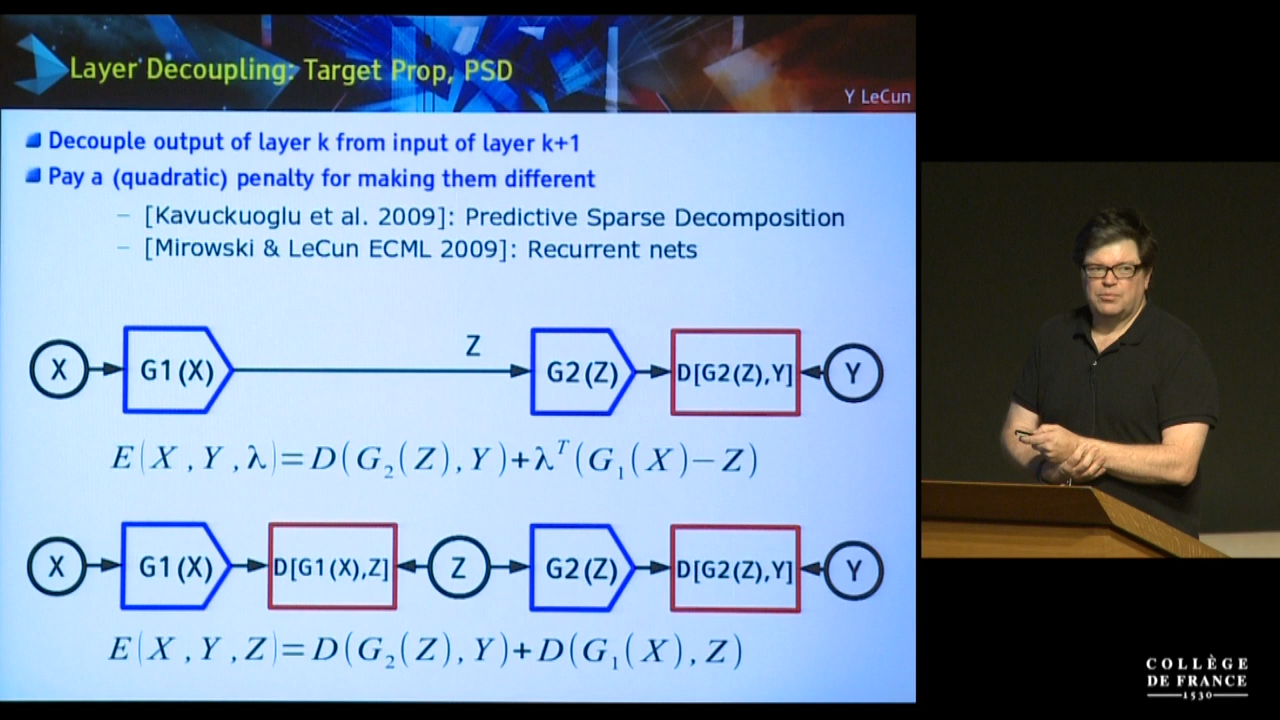 Layer Decoupling: Target Prop, PSD
Y LeCun
Decouple output of layer k from input of layer k+1
Pay a (quadratic) penalty for making them different
– [Kavuckuoglu et al. 2009]: Predictive Sparse Decomposition
– [Mirowski & LeCun ECML 2009]: Recurrent nets
X G1(X) Z G2(Z) D[G2(Z),Y] Y
E(X,Y,λ)=D(G₂(Z),Y)+λᵀ(G₁(X)−Z)
X G1(X) D[G1(X),Z] Z G2(Z) D[G2(Z),Y] Y
E(X,Y,Z)=D(G₂(Z),Y)+D(G₁(X),Z)
COLLÈGE
DE FRANCE
1530